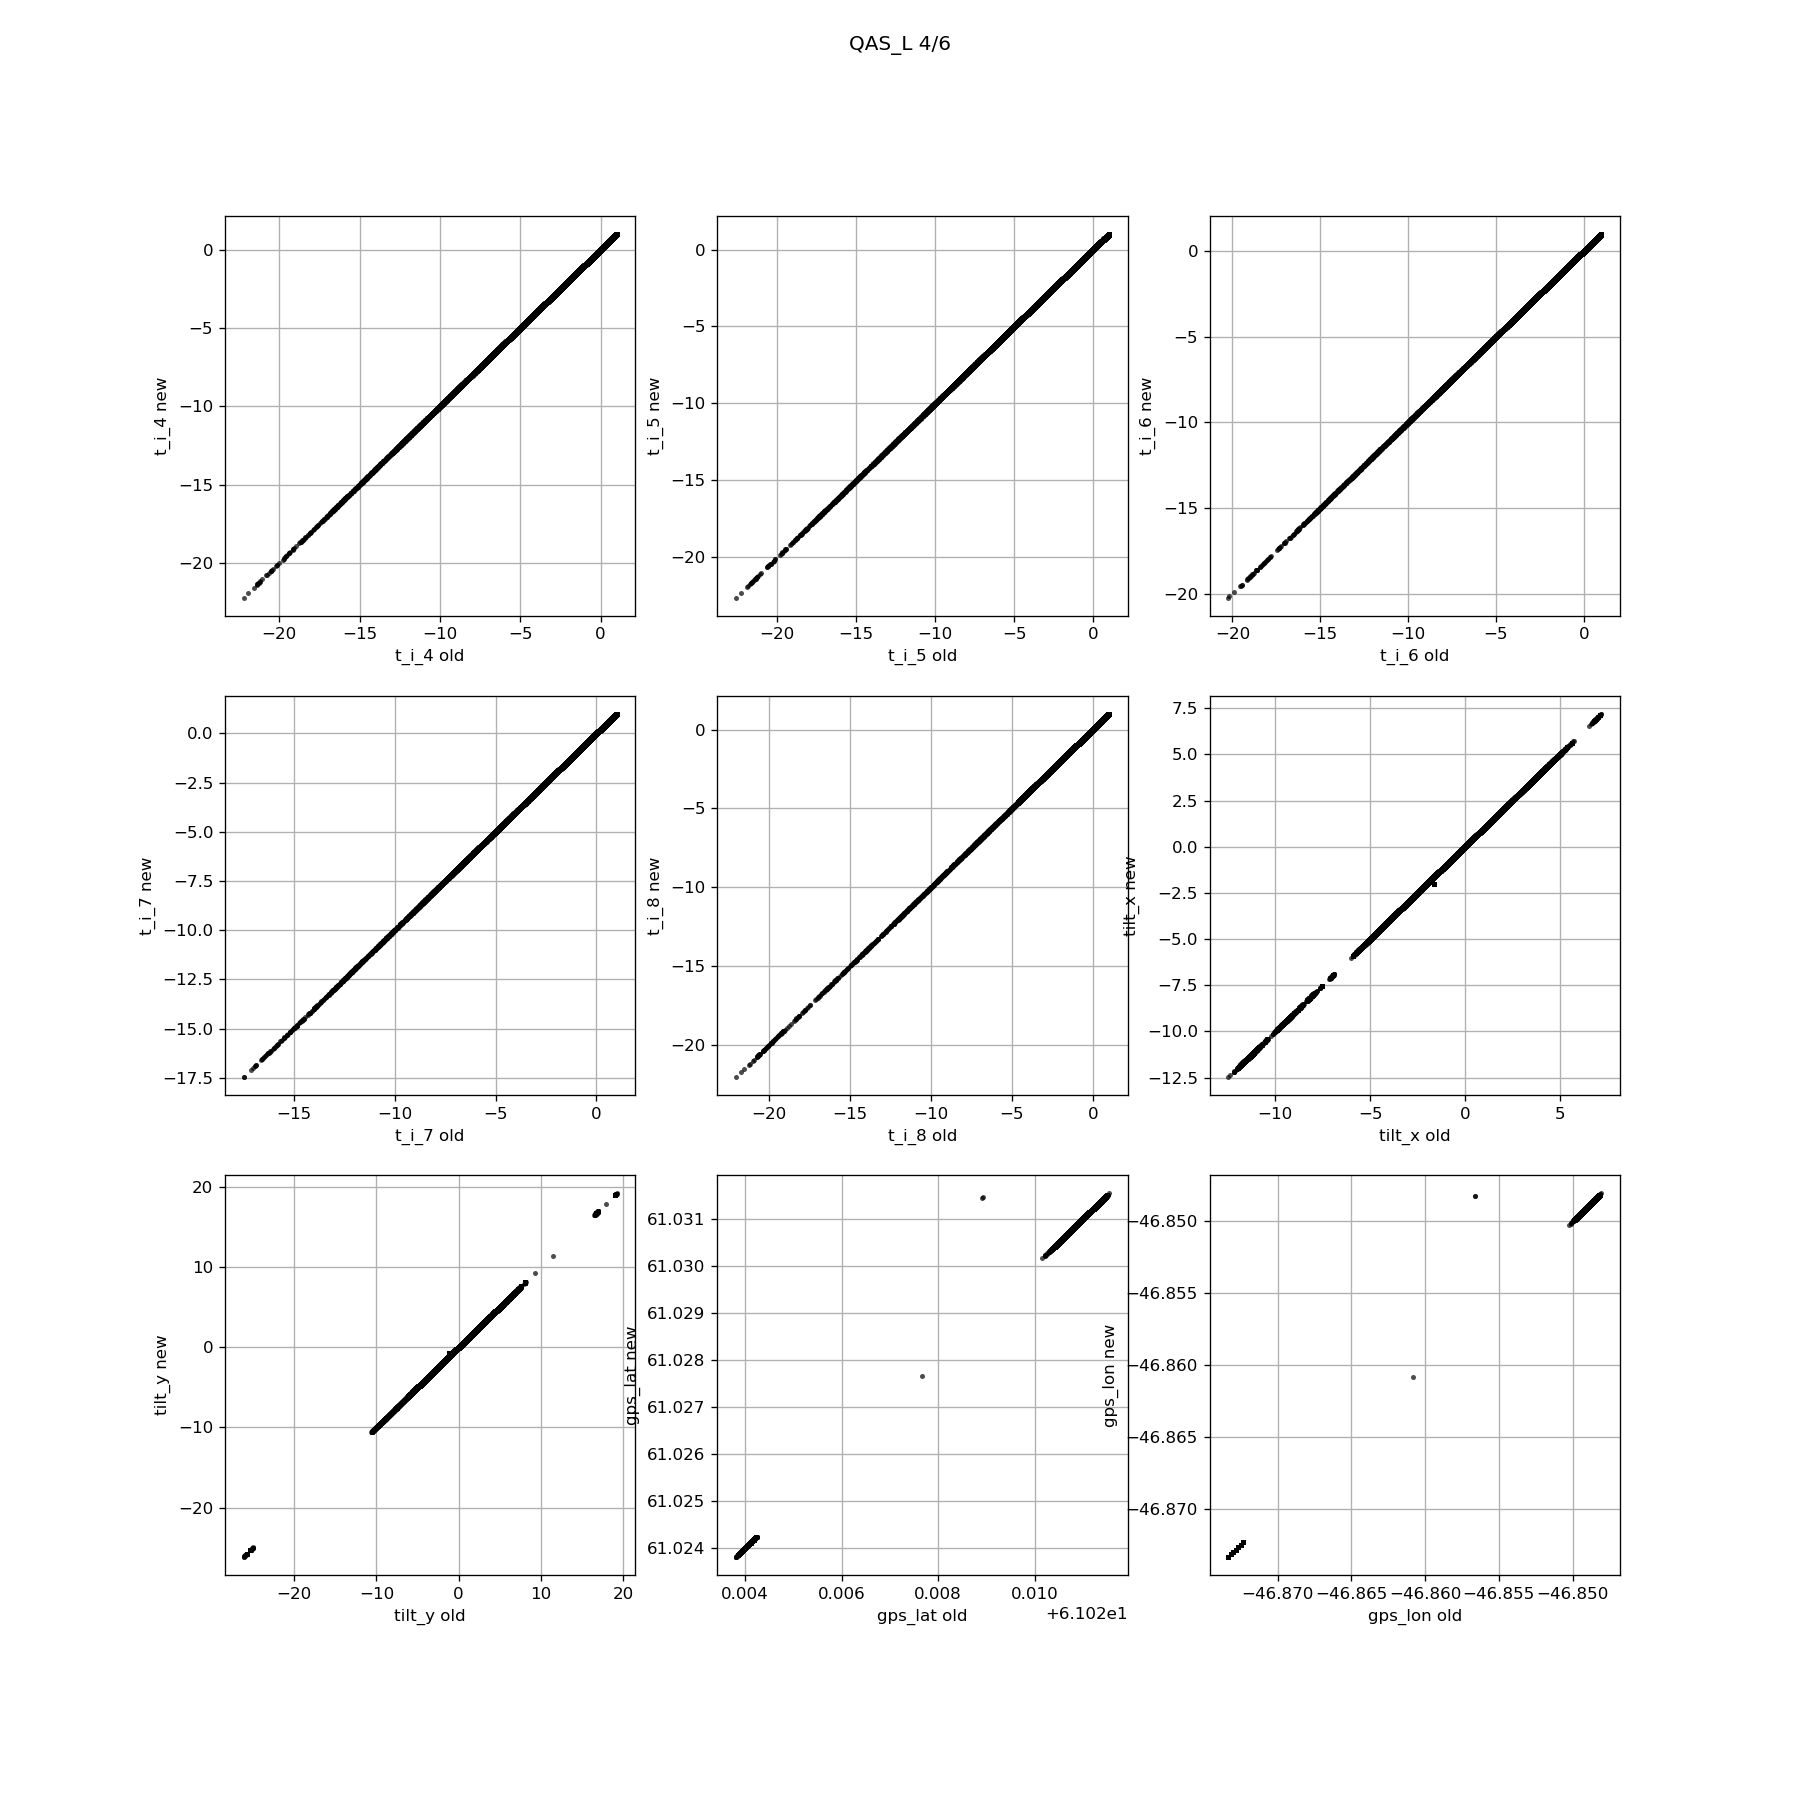 QAS_L 4/6
t_i_4 new
0
−5
−10
−15
−20
−20 −15 −10 −5 0
t_i_4 old
t_i_5 new
0
−5
−10
−15
−20
−20 −15 −10 −5 0
t_i_5 old
t_i_6 new
0
−5
−10
−15
−20
−20 −15 −10 −5 0
t_i_6 old
t_i_7 new
0.0
−2.5
−5.0
−7.5
−10.0
−12.5
−15.0
−17.5
−15 −10 −5 0
t_i_7 old
t_i_8 new
0
−5
−10
−15
−20
−20 −15 −10 −5 0
t_i_8 old
tilt_x new
7.5
5.0
2.5
0.0
−2.5
−5.0
−7.5
−10.0
−12.5
−10 −5 0 5
tilt_x old
tilt_y new
20
10
0
−10
−20
−20 −10 0 10 20
tilt_y old
gps_lat new
61.031
61.030
61.029
61.028
61.027
61.026
61.025
61.024
0.004 0.006 0.008 0.010
gps_lat old
+6.102e1
gps_lon new
−46.850
−46.855
−46.860
−46.865
−46.870
−46.870 −46.865 −46.860 −46.855 −46.850
gps_lon old